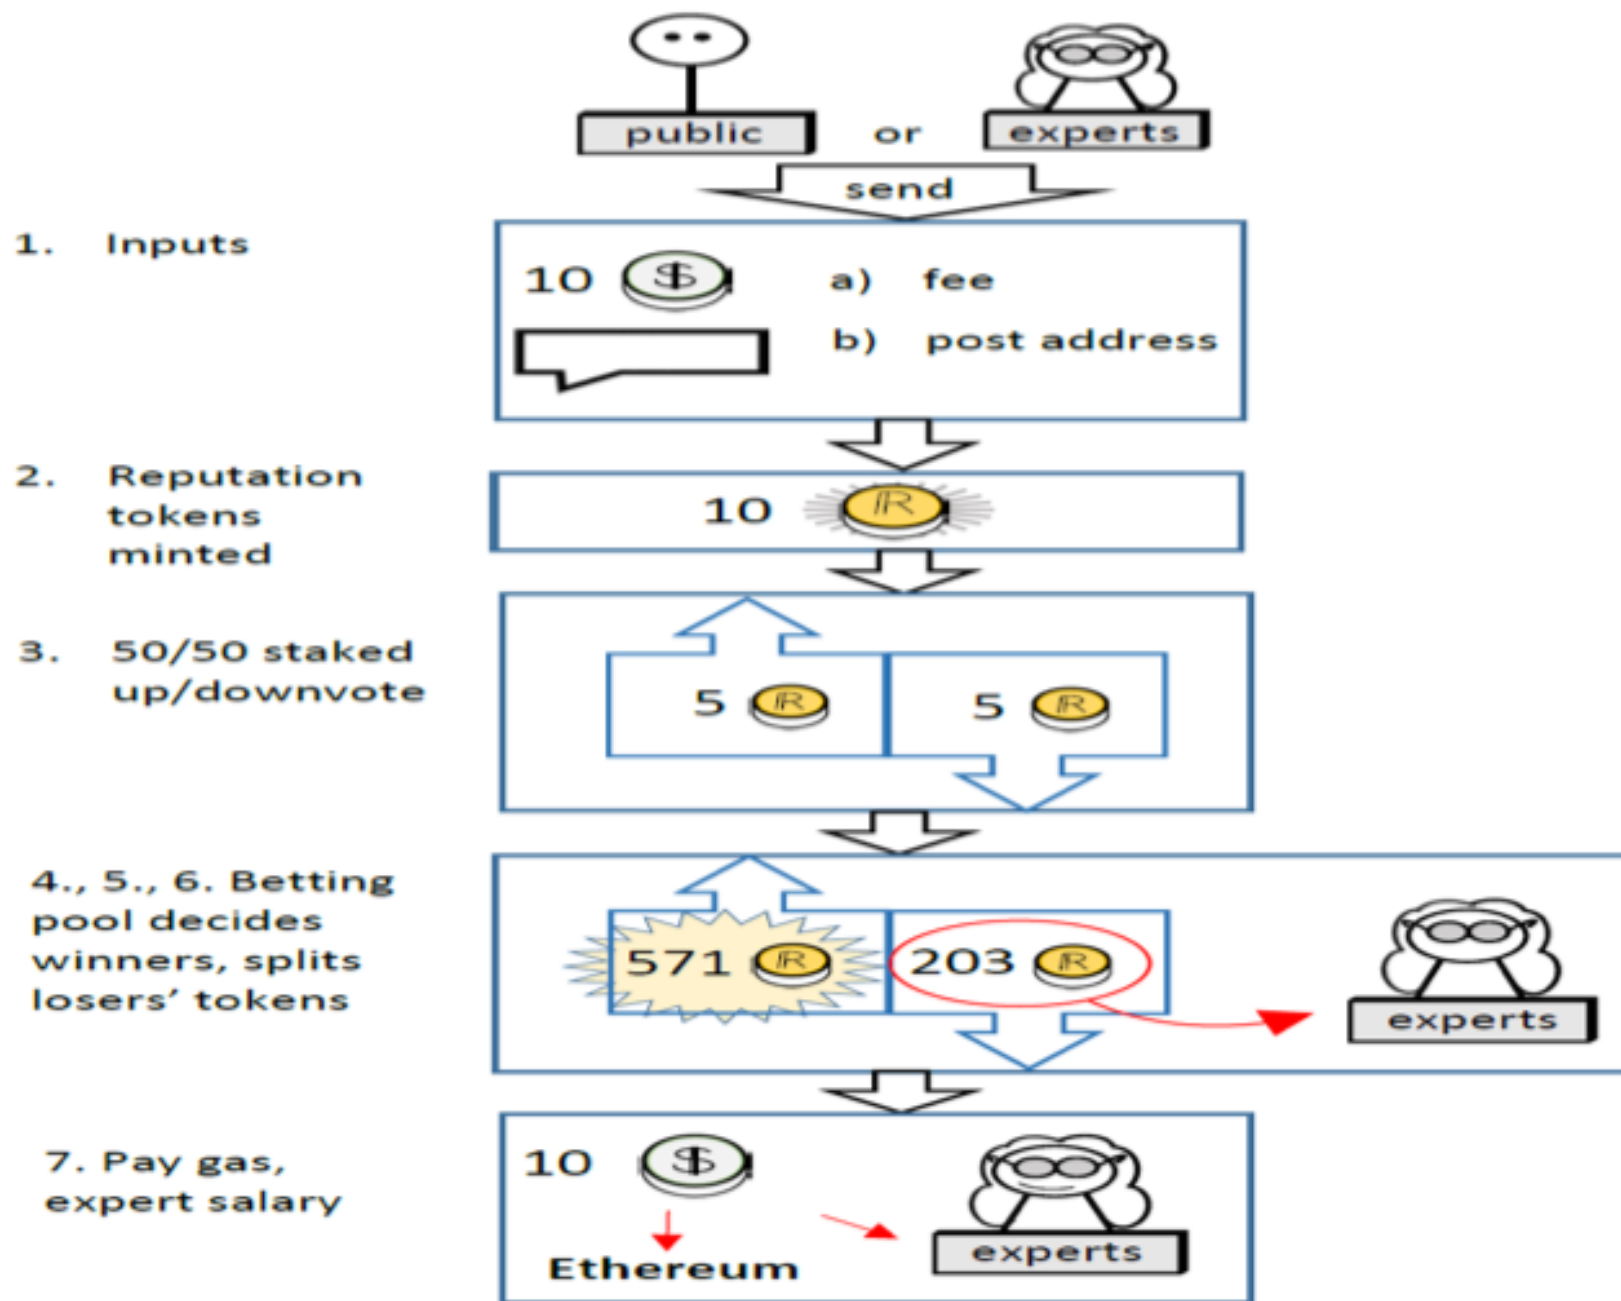 public or experts
send
1. Inputs
10 $ a) fee
b) post address
2. Reputation
tokens
minted
10 R
3. 50/50 staked
up/downvote
5 R 5 R
4., 5., 6. Betting
pool decides
winners, splits
losers' tokens
571 R 203 R
experts
7. Pay gas,
expert salary
10 $
Ethereum
experts